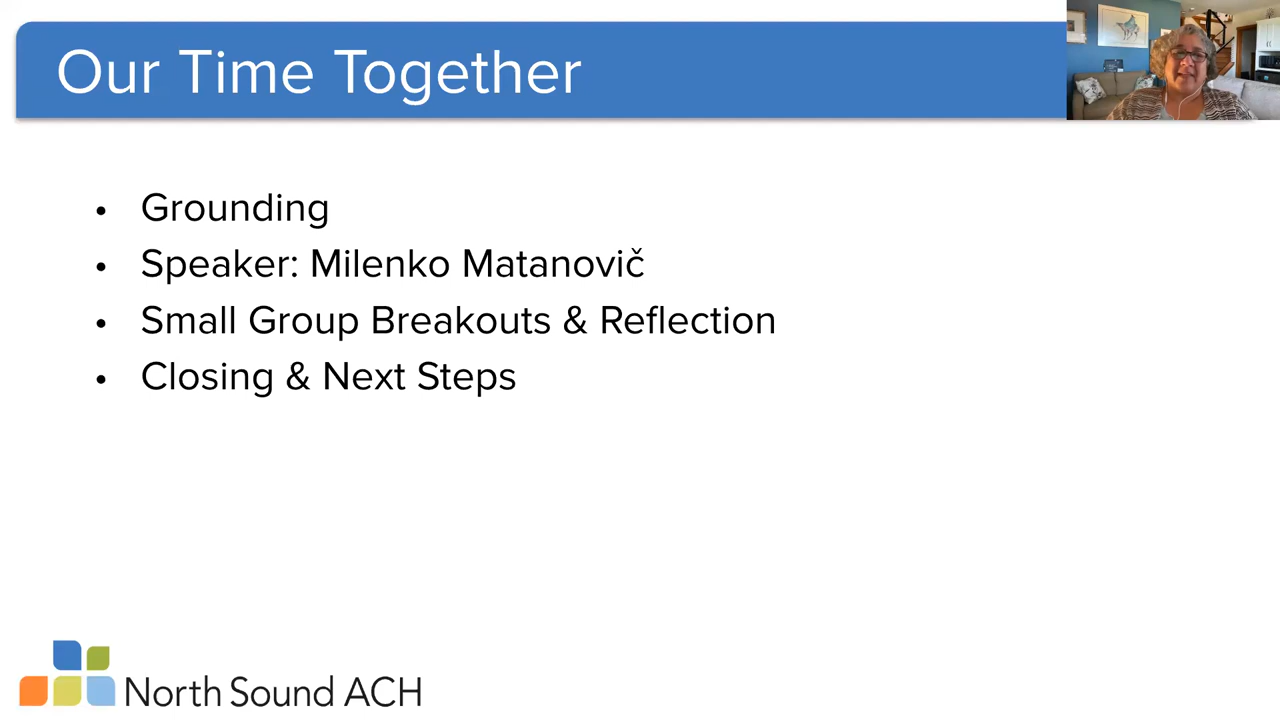 Our Time Together
• Grounding
• Speaker: Milenko Matanovič
• Small Group Breakouts & Reflection
• Closing & Next Steps
North Sound ACH